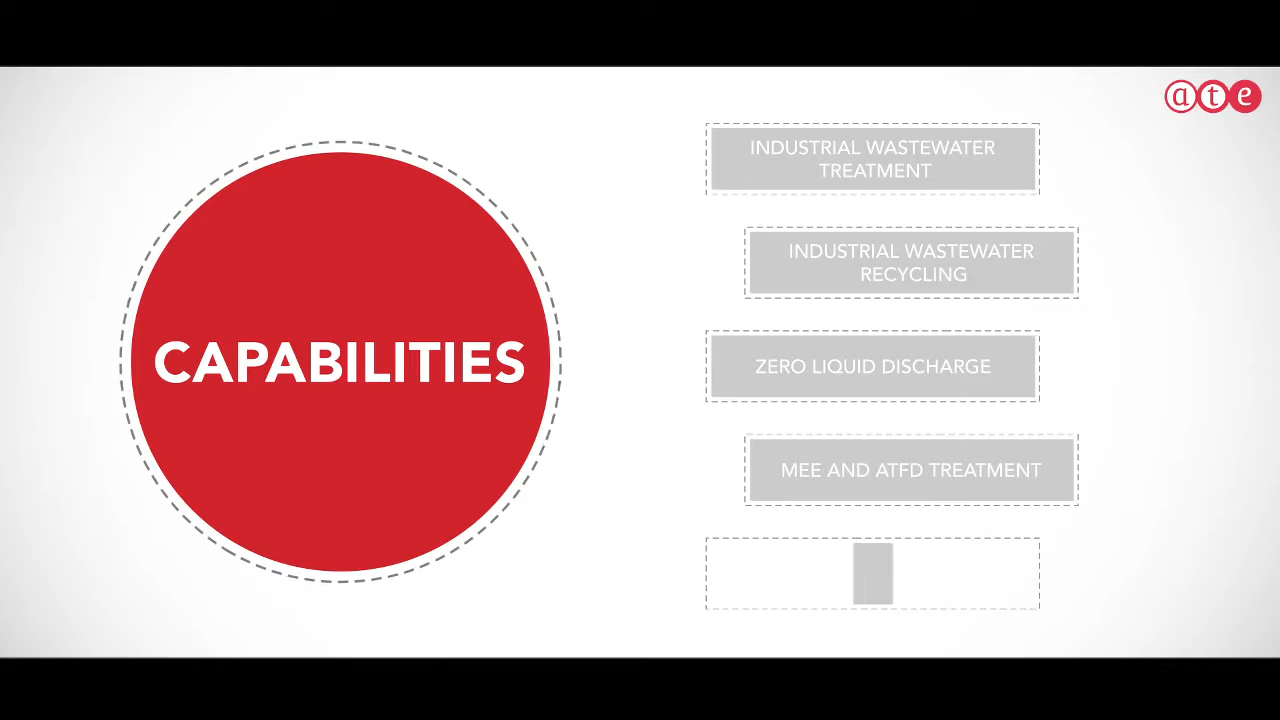 ate
CAPABILITIES
INDUSTRIAL WASTEWATER
TREATMENT
INDUSTRIAL WASTEWATER
RECYCLING
ZERO LIQUID DISCHARGE
MEE AND ATFD TREATMENT